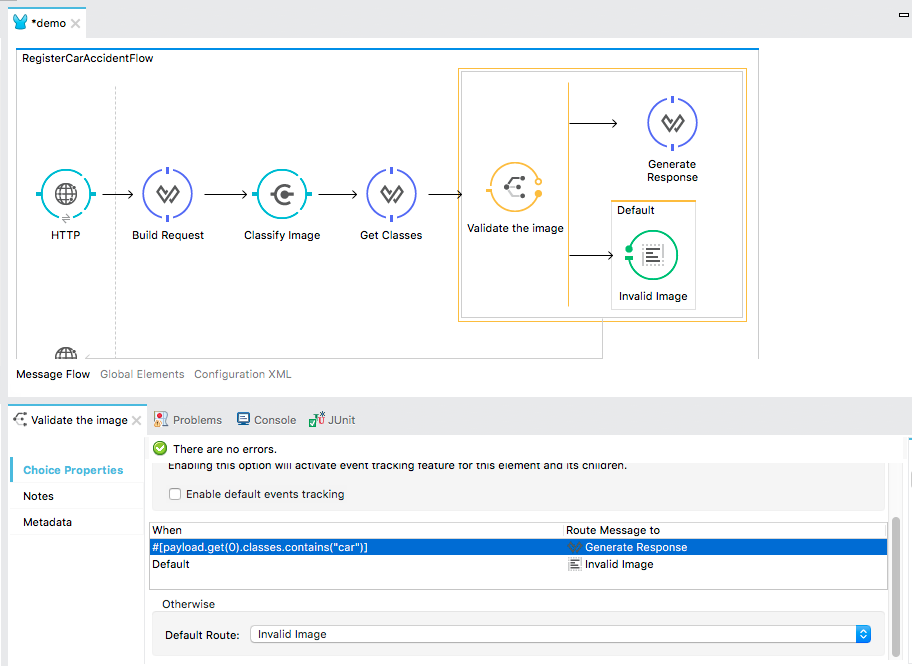 *demo
RegisterCarAccidentFlow
HTTP
Build Request
Classify Image
Get Classes
Validate the image
Generate
Response
Default
Invalid Image
Message Flow Global Elements Configuration XML
Validate the image Problems Console JUnit
There are no errors.
Enabling this option will activate event tracking feature for this element and its children.
Choice Properties
Notes
Metadata
Enable default events tracking
When Route Message to
#[payload.get(0).classes.contains("car")] Generate Response
Default Invalid Image
Otherwise
Default Route: Invalid Image